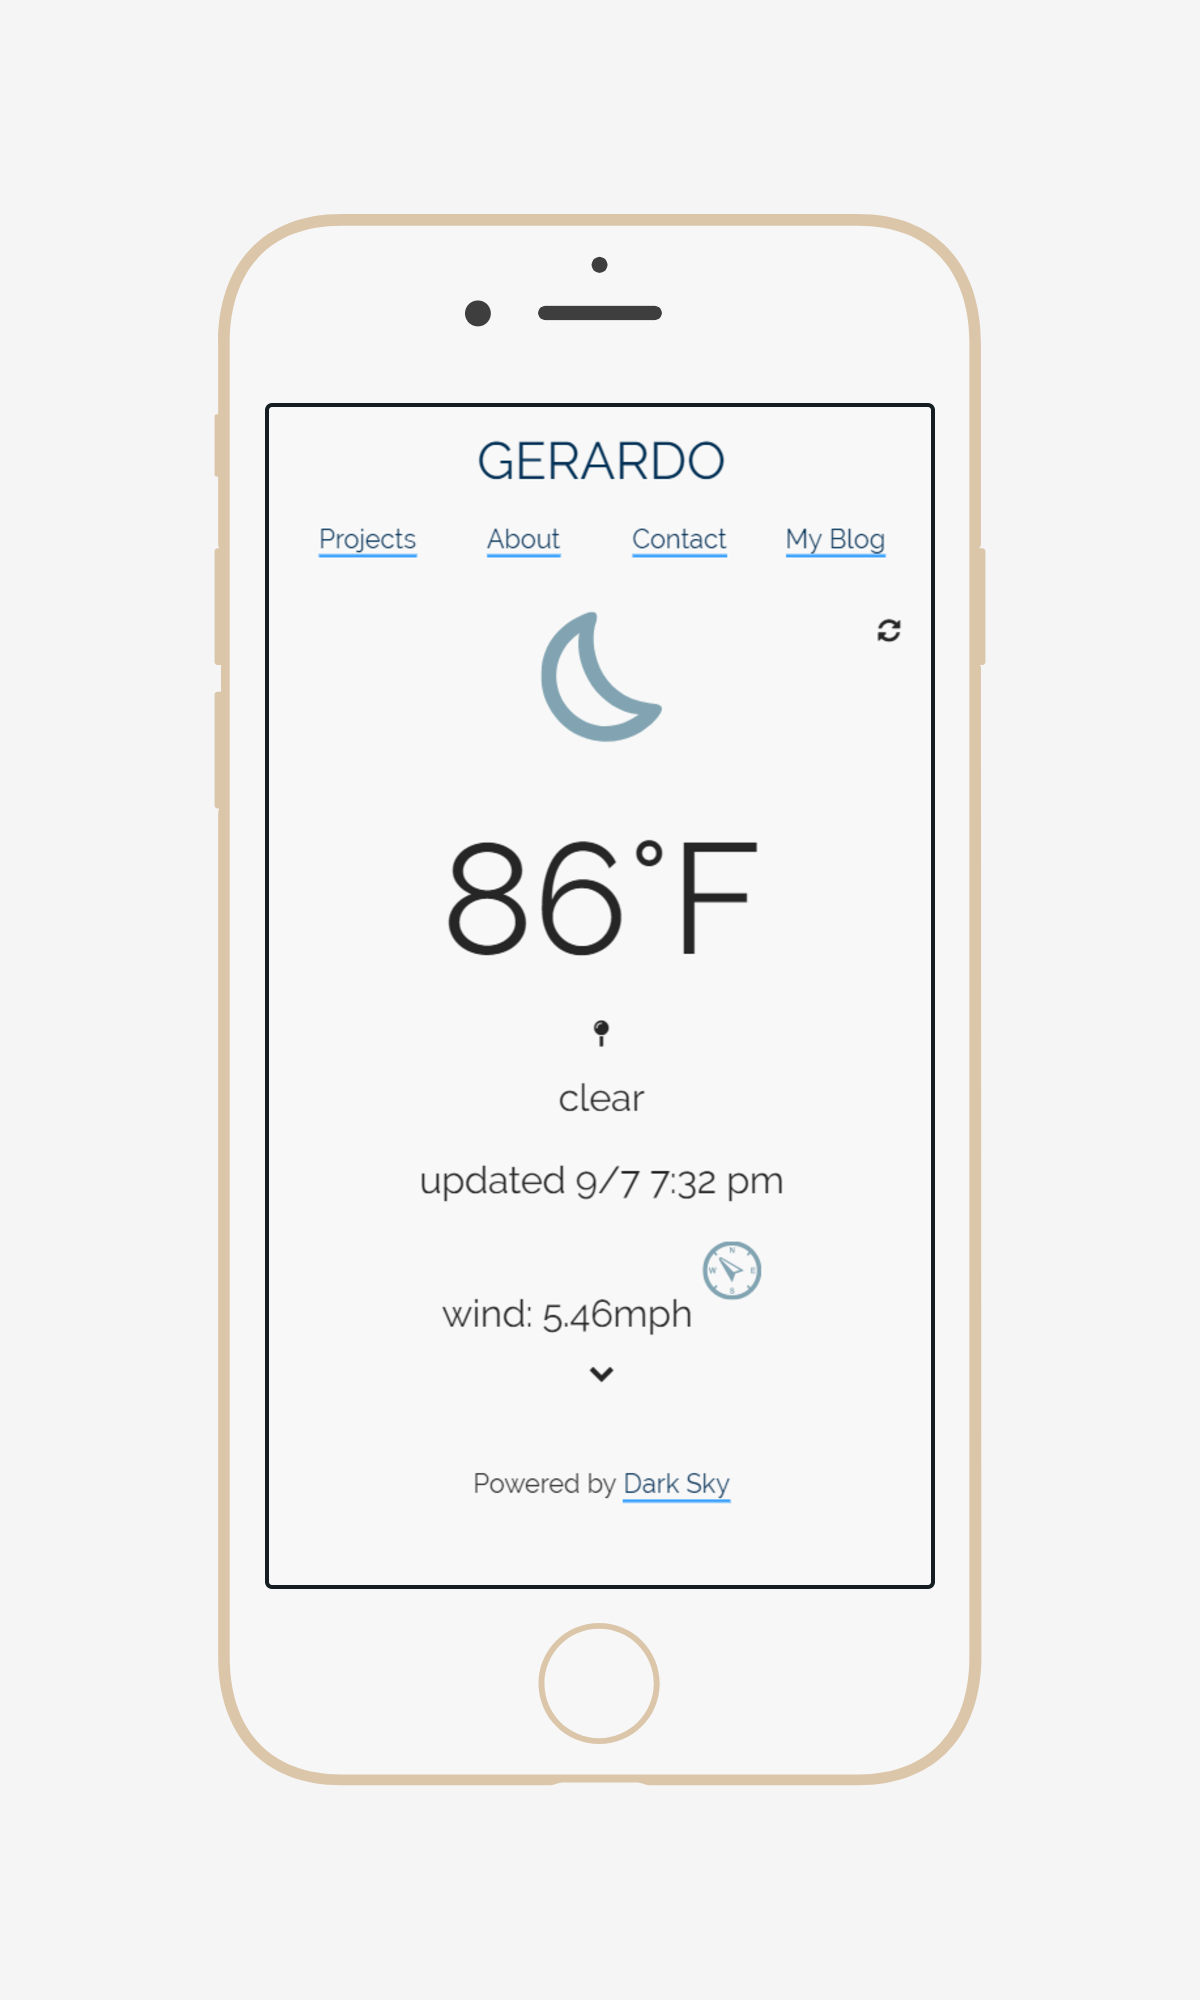 GERARDO
Projects About Contact My Blog
86°F
clear
updated 9/7 7:32 pm
N
W E
S
wind: 5.46mph
Powered by Dark Sky